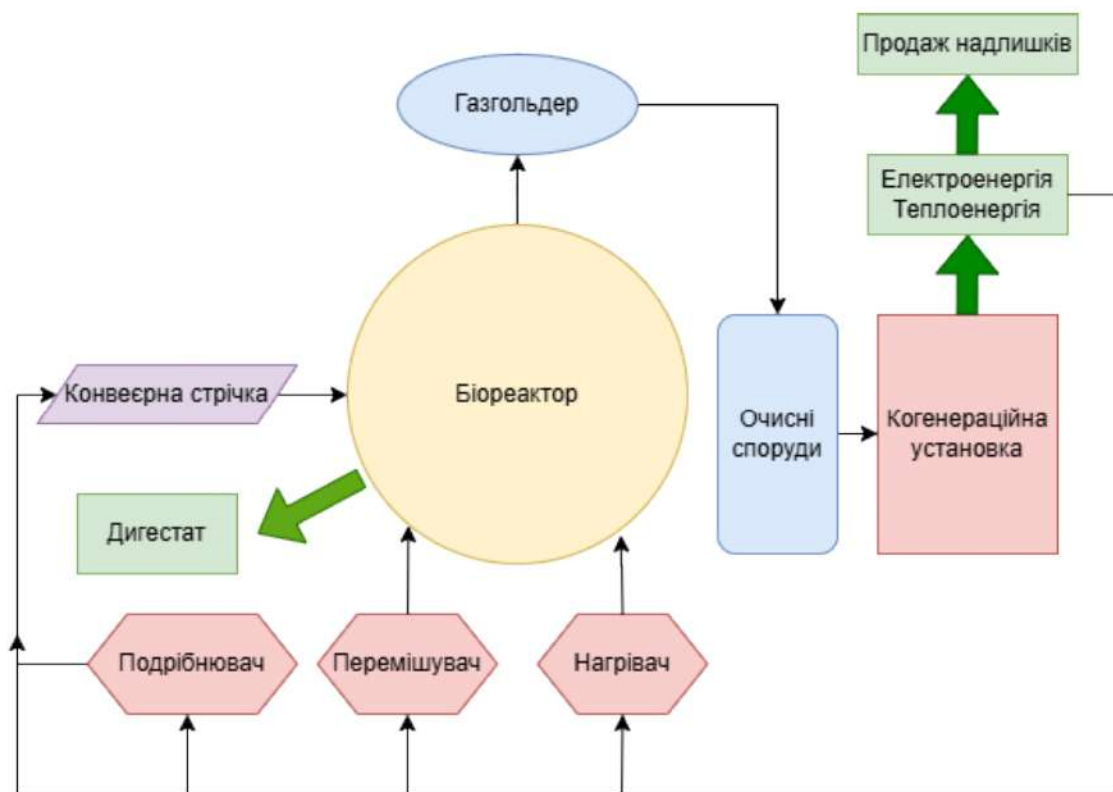 Продаж надлишків
Газгольдер
Електроенергія
Теплоенергія
Конвеєрна стрічка
Біореактор
Очисні
споруди
Когенераційна
установка
Дигестат
Подрібнювач
Перемішувач
Нагрівач